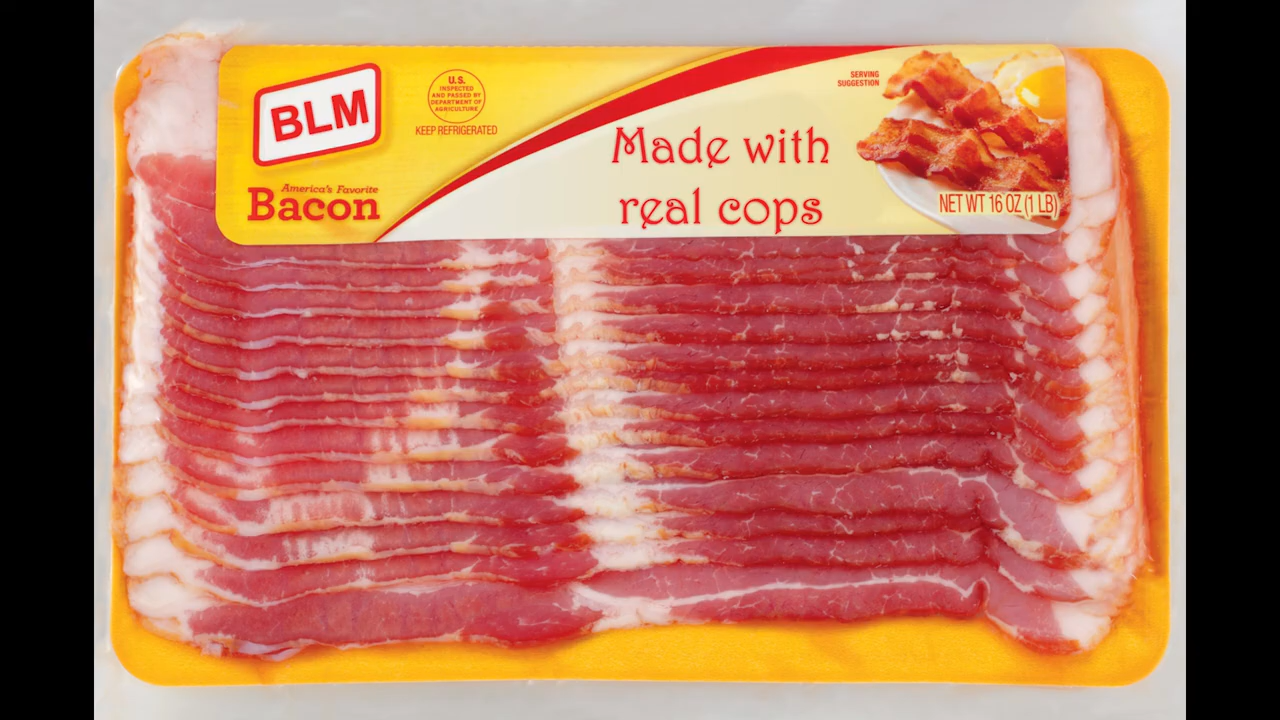 BLM
America's Favorite
Bacon
U.S.
INSPECTED
AND PASSED BY
DEPARTMENT OF
AGRICULTURE
KEEP REFRIGERATED
Made with
real cops
SERVING
SUGGESTION
NET WT 16 OZ (1 LB)